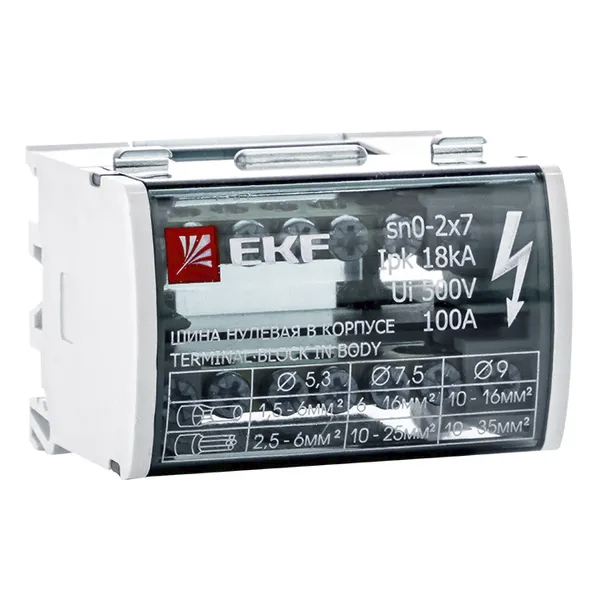 EKF
sn0-2x7
Ipk 18kA
Ui 500V
100A
ШИНА НУЛЕВАЯ В КОРПУСЕ
TERMINAL-BLOCK IN BODY
Ø 5,3 Ø 7,5 Ø 9
1,5 - 6мм² 6 - 16мм² 10 - 16мм²
2,5 - 6мм² 10 - 25мм² 10 - 35мм²